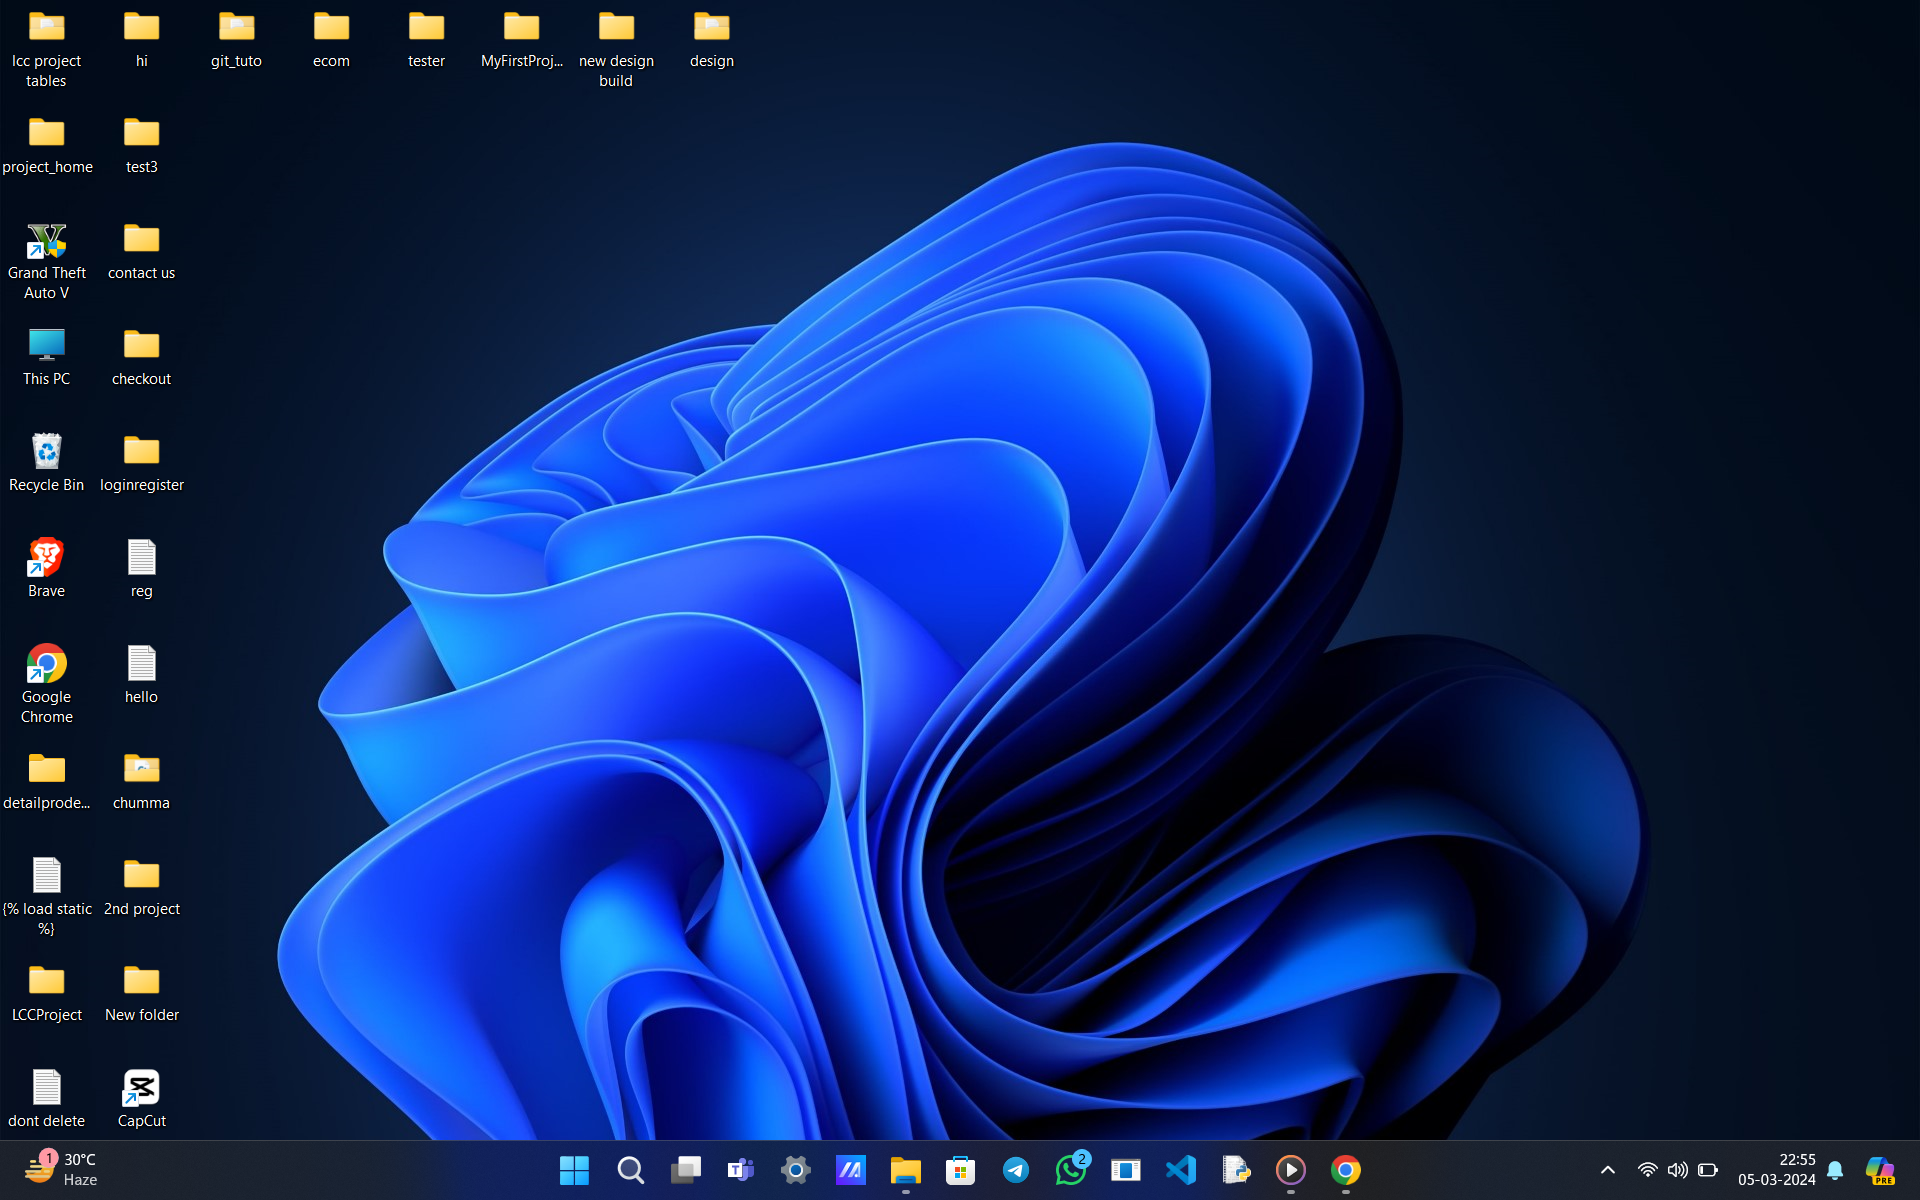 lcc project
tables
hi
git_tuto
ecom
tester
MyFirstProj...
new design
build
design
project_home
test3
Grand Theft
Auto V
contact us
This PC
checkout
Recycle Bin
loginregister
Brave
reg
Google
Chrome
hello
detailprode...
chumma
{% load static
%}
2nd project
LCCProject
New folder
dont delete
CapCut
1
30°C
Haze
2
22:55
05-03-2024
PRE